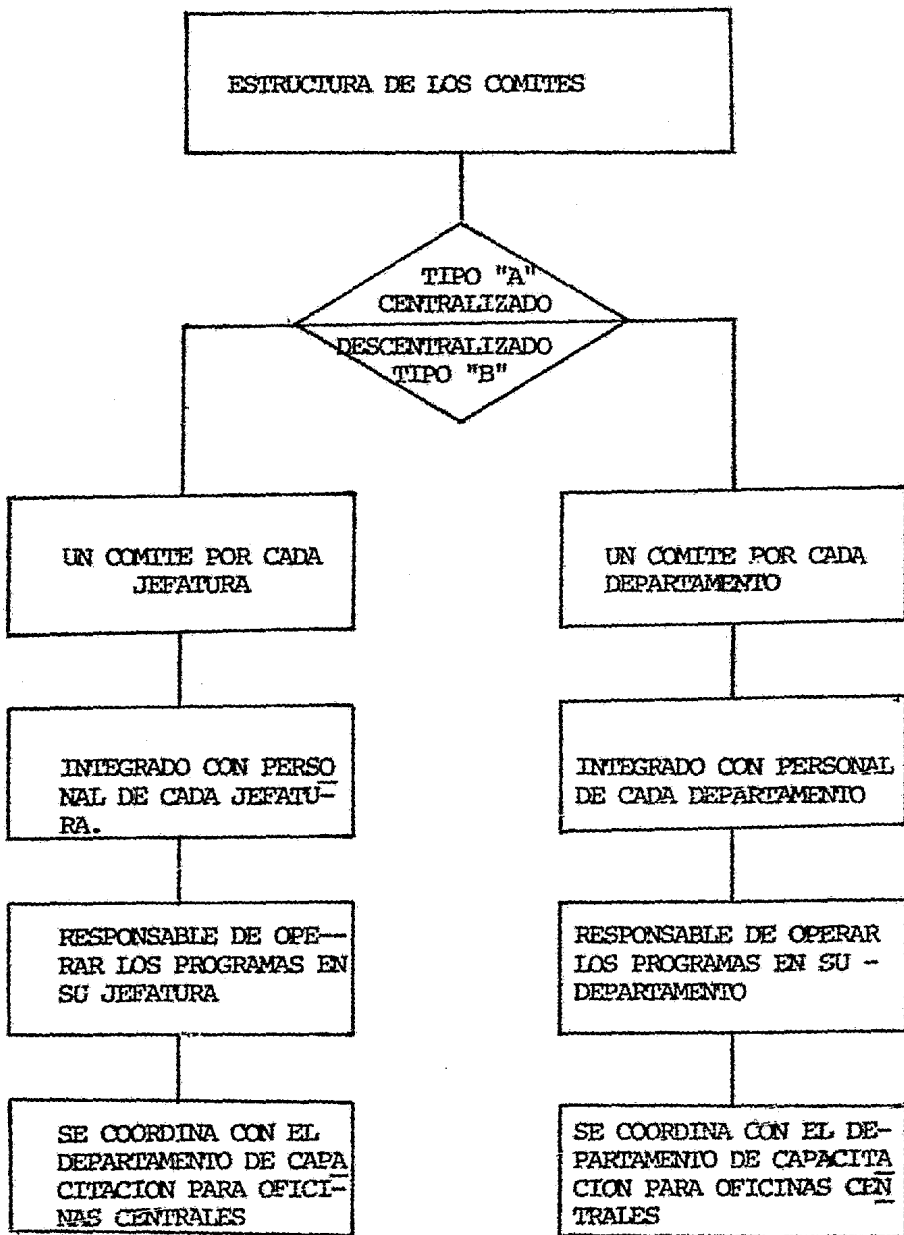 ESTRUCTURA DE LOS COMITES
TIPO "A"
CENTRALIZADO
DESCENTRALIZADO
TIPO "B"
UN COMITE POR CADA
JEFATURA
INTEGRADO CON PERSO
NAL DE CADA JEFATU-
RA.
RESPONSABLE DE OPE-
RAR LOS PROGRAMAS EN
SU JEFATURA
SE COORDINA CON EL
DEPARTAMENTO DE CAPA
CITACION PARA OFICI-
NAS CENTRALES
UN COMITE POR CADA
DEPARTAMENTO
INTEGRADO CON PERSONAL
DE CADA DEPARTAMENTO
RESPONSABLE DE OPERAR
LOS PROGRAMAS EN SU -
DEPARTAMENTO
SE COORDINA CON EL DE-
PARTAMENTO DE CAPACITA
CION PARA OFICINAS CEN
TRALES